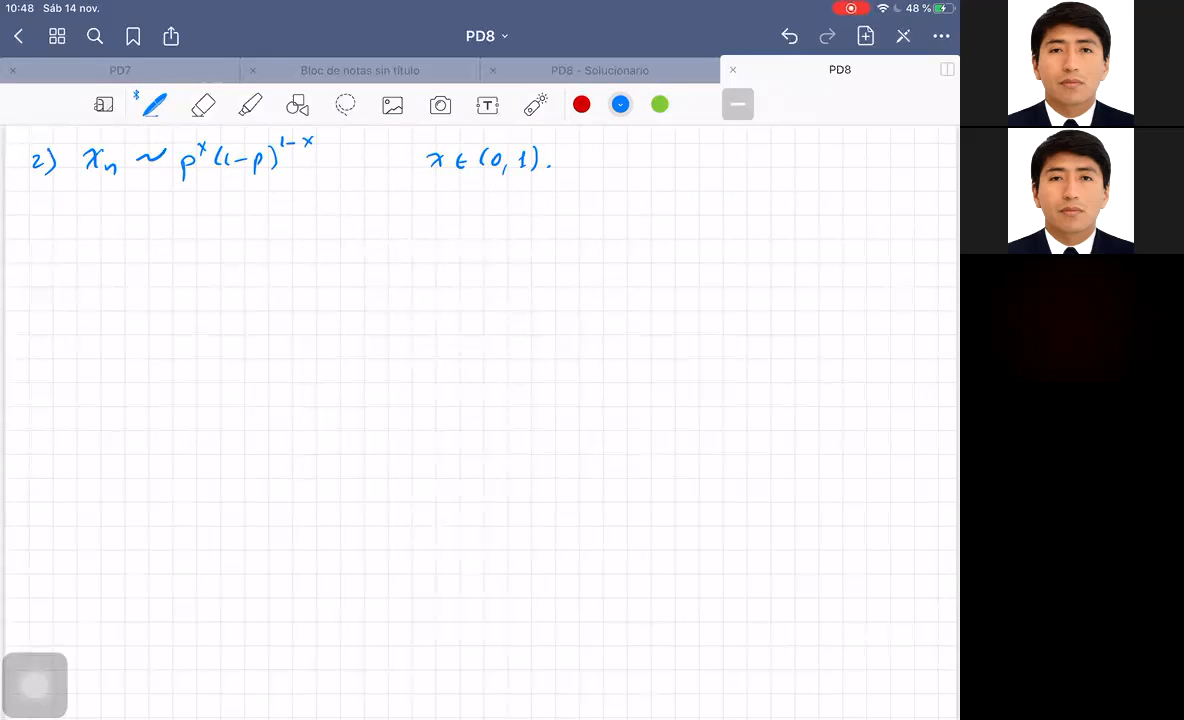 10:48 Sáb 14 nov. 48 %
PD8
PD7 Bloc de notas sin título PD8 - Solucionario PD8
2) Xₙ ~ pˣ(1-p)¹⁻ˣ x ∈ (0, 1).